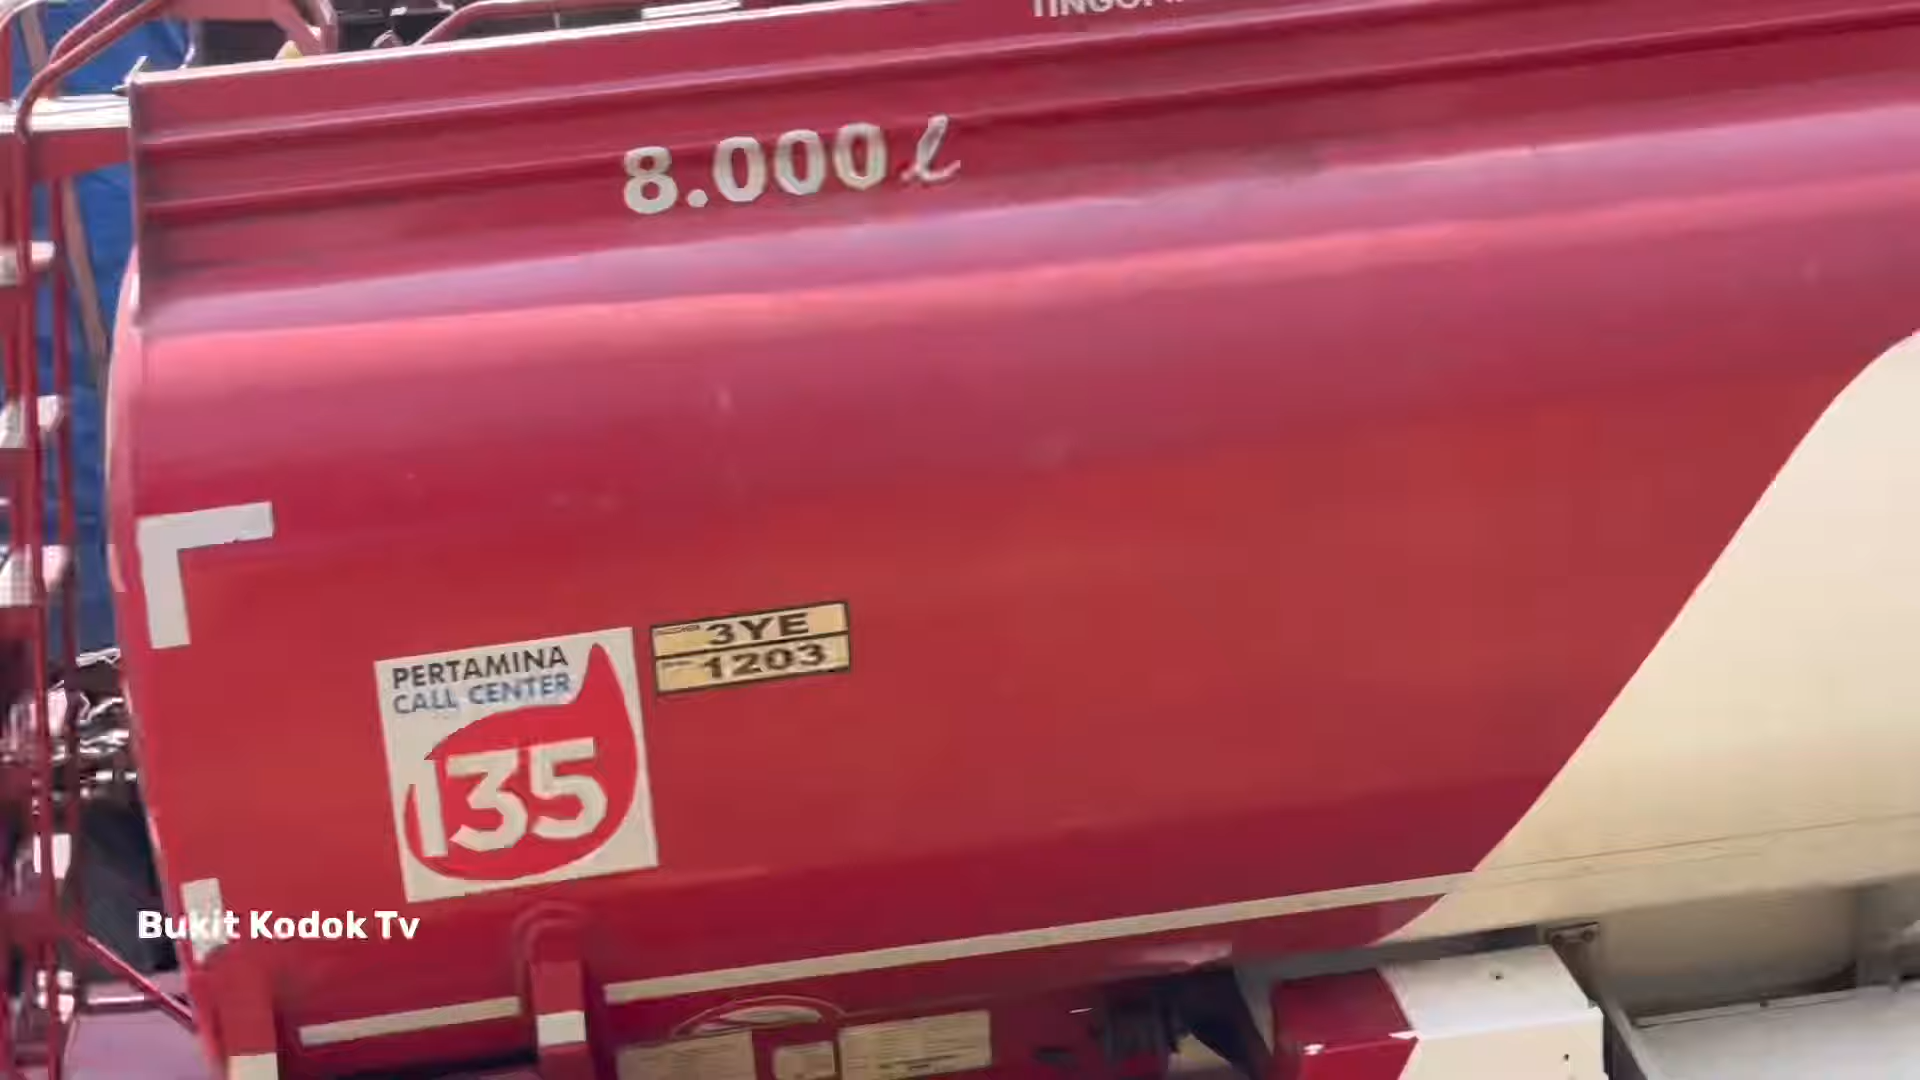 8.000 ℓ
3YE
1203
PERTAMINA
CALL CENTER
135
Bukit Kodok Tv